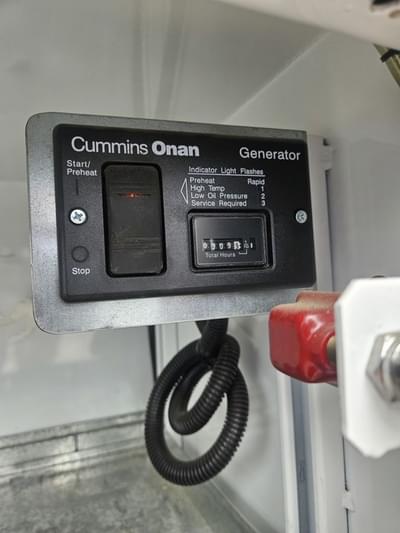 Cummins Onan
Generator
Start/
Preheat
Stop
Indicator Light Flashes
Preheat Rapid
High Temp 1
Low Oil Pressure 2
Service Required 3
Total Hours